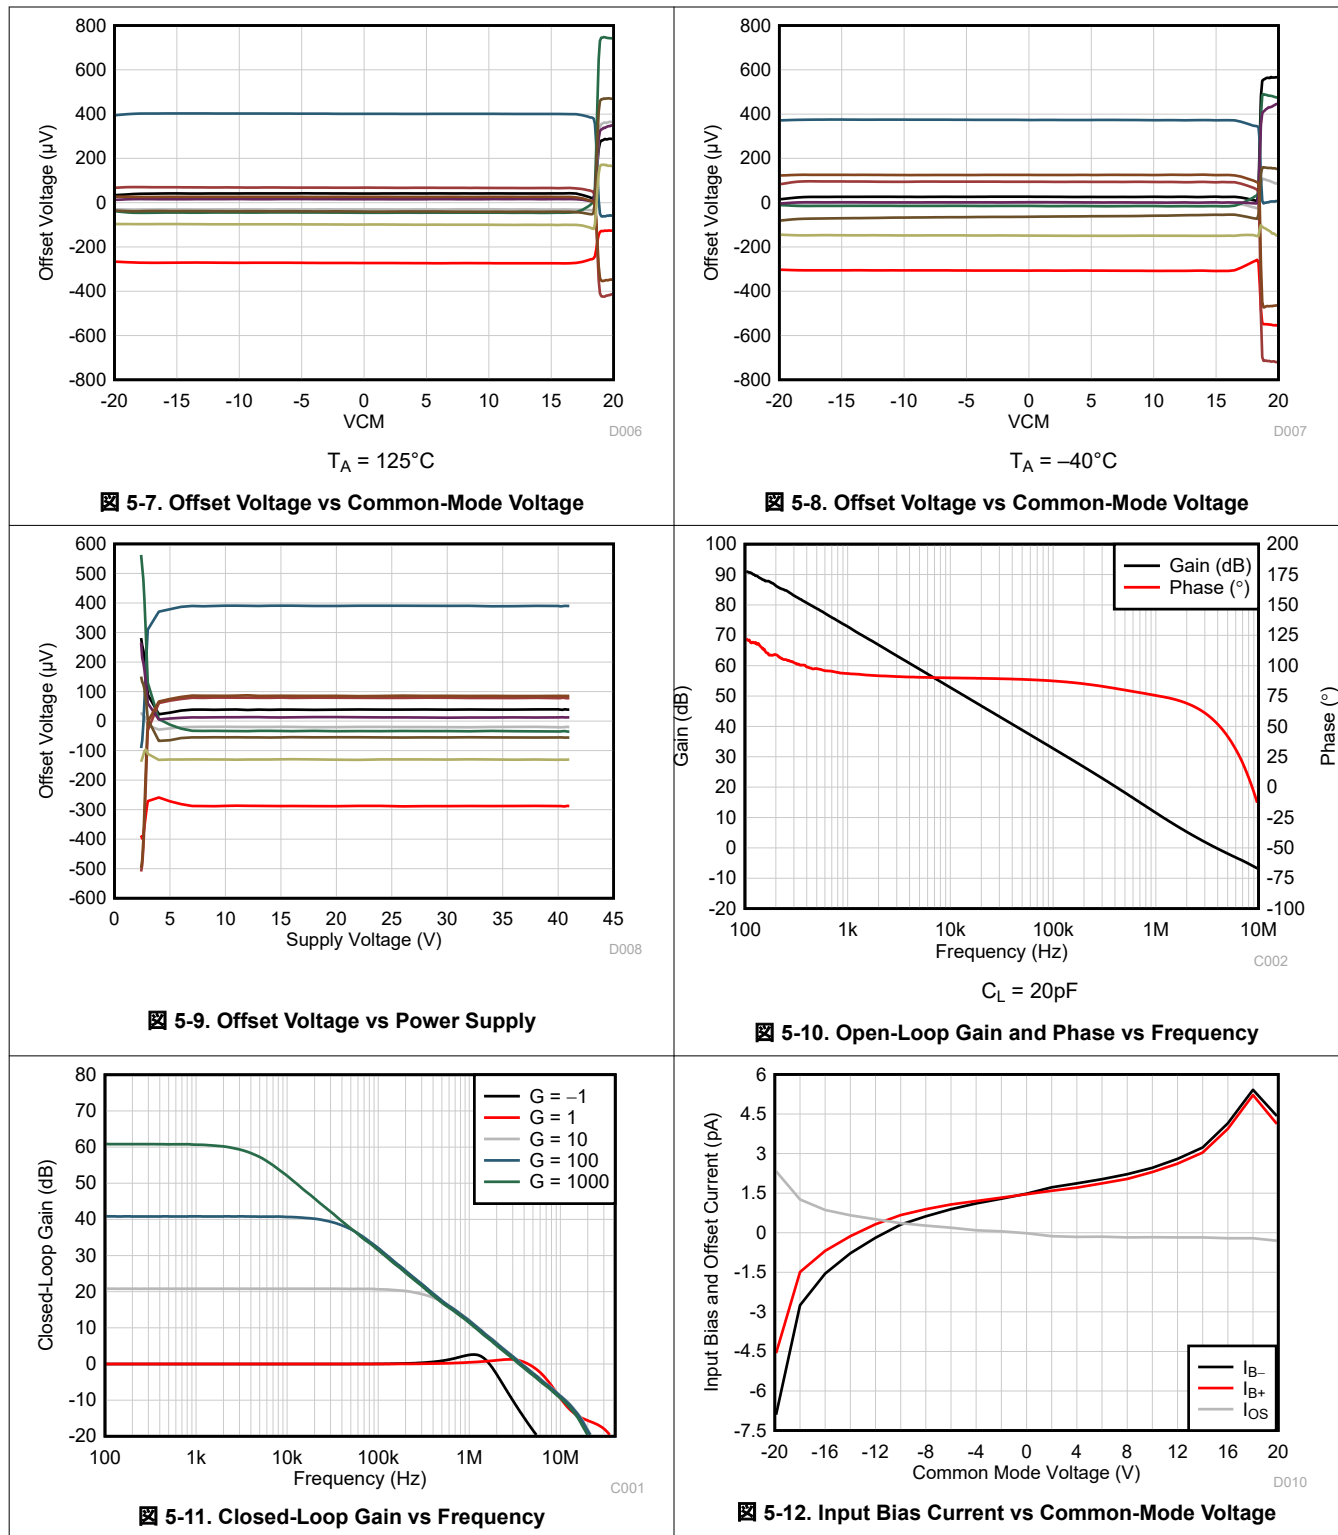 800
600
400
200
0
-200
-400
-600
-800
Offset Voltage (µV)
-20 -15 -10 -5 0 5 10 15 20
VCM
D006
T_A = 125°C
図 5-7. Offset Voltage vs Common-Mode Voltage
800
600
400
200
0
-200
-400
-600
-800
Offset Voltage (µV)
-20 -15 -10 -5 0 5 10 15 20
VCM
D007
T_A = –40°C
図 5-8. Offset Voltage vs Common-Mode Voltage
600
500
400
300
200
100
0
-100
-200
-300
-400
-500
-600
Offset Voltage (µV)
0 5 10 15 20 25 30 35 40 45
Supply Voltage (V)
D008
図 5-9. Offset Voltage vs Power Supply
100
90
80
70
60
50
40
30
20
10
0
-10
-20
Gain (dB)
Gain (dB)
Phase (°)
200
175
150
125
100
75
50
25
0
-25
-50
-75
-100
Phase (°)
100 1k 10k 100k 1M 10M
Frequency (Hz)
C002
C_L = 20pF
図 5-10. Open-Loop Gain and Phase vs Frequency
80
70
60
50
40
30
20
10
0
-10
-20
Closed-Loop Gain (dB)
G = –1
G = 1
G = 10
G = 100
G = 1000
100 1k 10k 100k 1M 10M
Frequency (Hz)
C001
図 5-11. Closed-Loop Gain vs Frequency
6
4.5
3
1.5
0
-1.5
-3
-4.5
-6
-7.5
Input Bias and Offset Current (pA)
I_B–
I_B+
I_OS
-20 -16 -12 -8 -4 0 4 8 12 16 20
Common Mode Voltage (V)
D010
図 5-12. Input Bias Current vs Common-Mode Voltage